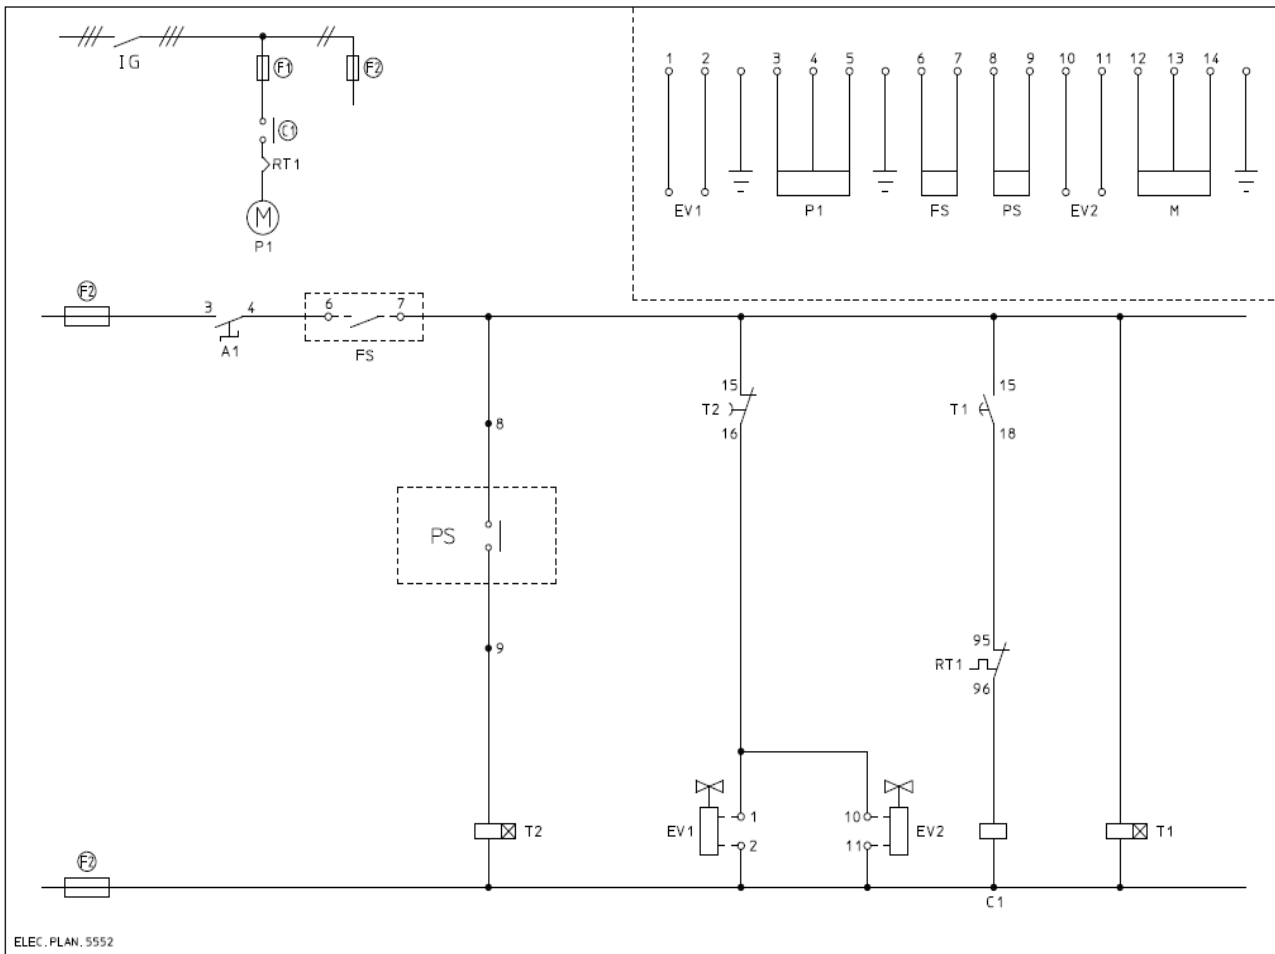 IG
F1
F2
C1
RT1
M
P1
1 2 3 4 5 6 7 8 9 10 11 12 13 14
EV1 P1 FS PS EV2 M
F2
3 4
A1
6 7
FS
8
PS
9
T2
15
T2
16
15
T1
18
95
RT1
96
EV1
1
2
10
11
EV2
C1
T1
F2
ELEC.PLAN.5552